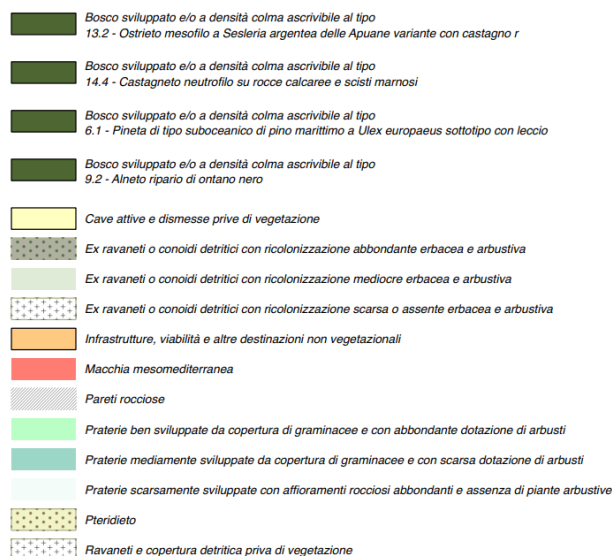 Bosco sviluppato e/o a densità colma ascrivibile al tipo
13.2 - Ostrieto mesofilo a Sesleria argentea delle Apuane variante con castagno r
Bosco sviluppato e/o a densità colma ascrivibile al tipo
14.4 - Castagneto neutrofilo su rocce calcaree e scisti marnosi
Bosco sviluppato e/o a densità colma ascrivibile al tipo
6.1 - Pineta di tipo suboceanico di pino marittimo a Ulex europaeus sottotipo con leccio
Bosco sviluppato e/o a densità colma ascrivibile al tipo
9.2 - Alneto ripario di ontano nero
Cave attive e dismesse prive di vegetazione
Ex ravaneti o conoidi detritici con ricolonizzazione abbondante erbacea e arbustiva
Ex ravaneti o conoidi detritici con ricolonizzazione mediocre erbacea e arbustiva
Ex ravaneti o conoidi detritici con ricolonizzazione scarsa o assente erbacea e arbustiva
Infrastrutture, viabilità e altre destinazioni non vegetazionali
Macchia mesomediterranea
Pareti rocciose
Praterie ben sviluppate da copertura di graminacee e con abbondante dotazione di arbusti
Praterie mediamente sviluppate da copertura di graminacee e con scarsa dotazione di arbusti
Praterie scarsamente sviluppate con affioramenti rocciosi abbondanti e assenza di piante arbustive
Pteridieto
Ravaneti e copertura detritica priva di vegetazione